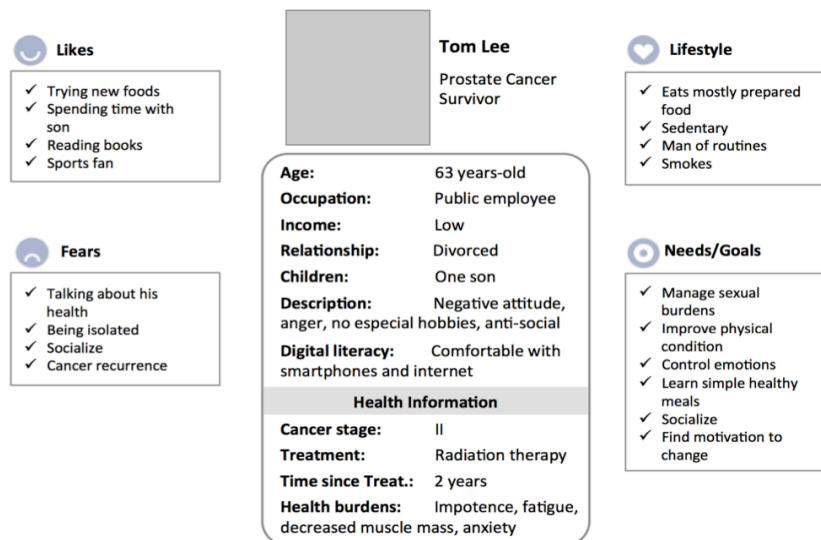 Likes
✓ Trying new foods
✓ Spending time with
son
✓ Reading books
✓ Sports fan
Fears
✓ Talking about his
health
✓ Being isolated
✓ Socialize
✓ Cancer recurrence
Tom Lee
Prostate Cancer
Survivor
Age: 63 years-old
Occupation: Public employee
Income: Low
Relationship: Divorced
Children: One son
Description: Negative attitude,
anger, no especial hobbies, anti-social
Digital literacy: Comfortable with
smartphones and internet
Health Information
Cancer stage: II
Treatment: Radiation therapy
Time since Treat.: 2 years
Health burdens: Impotence, fatigue,
decreased muscle mass, anxiety
Lifestyle
✓ Eats mostly prepared
food
✓ Sedentary
✓ Man of routines
✓ Smokes
Needs/Goals
✓ Manage sexual
burdens
✓ Improve physical
condition
✓ Control emotions
✓ Learn simple healthy
meals
✓ Socialize
✓ Find motivation to
change